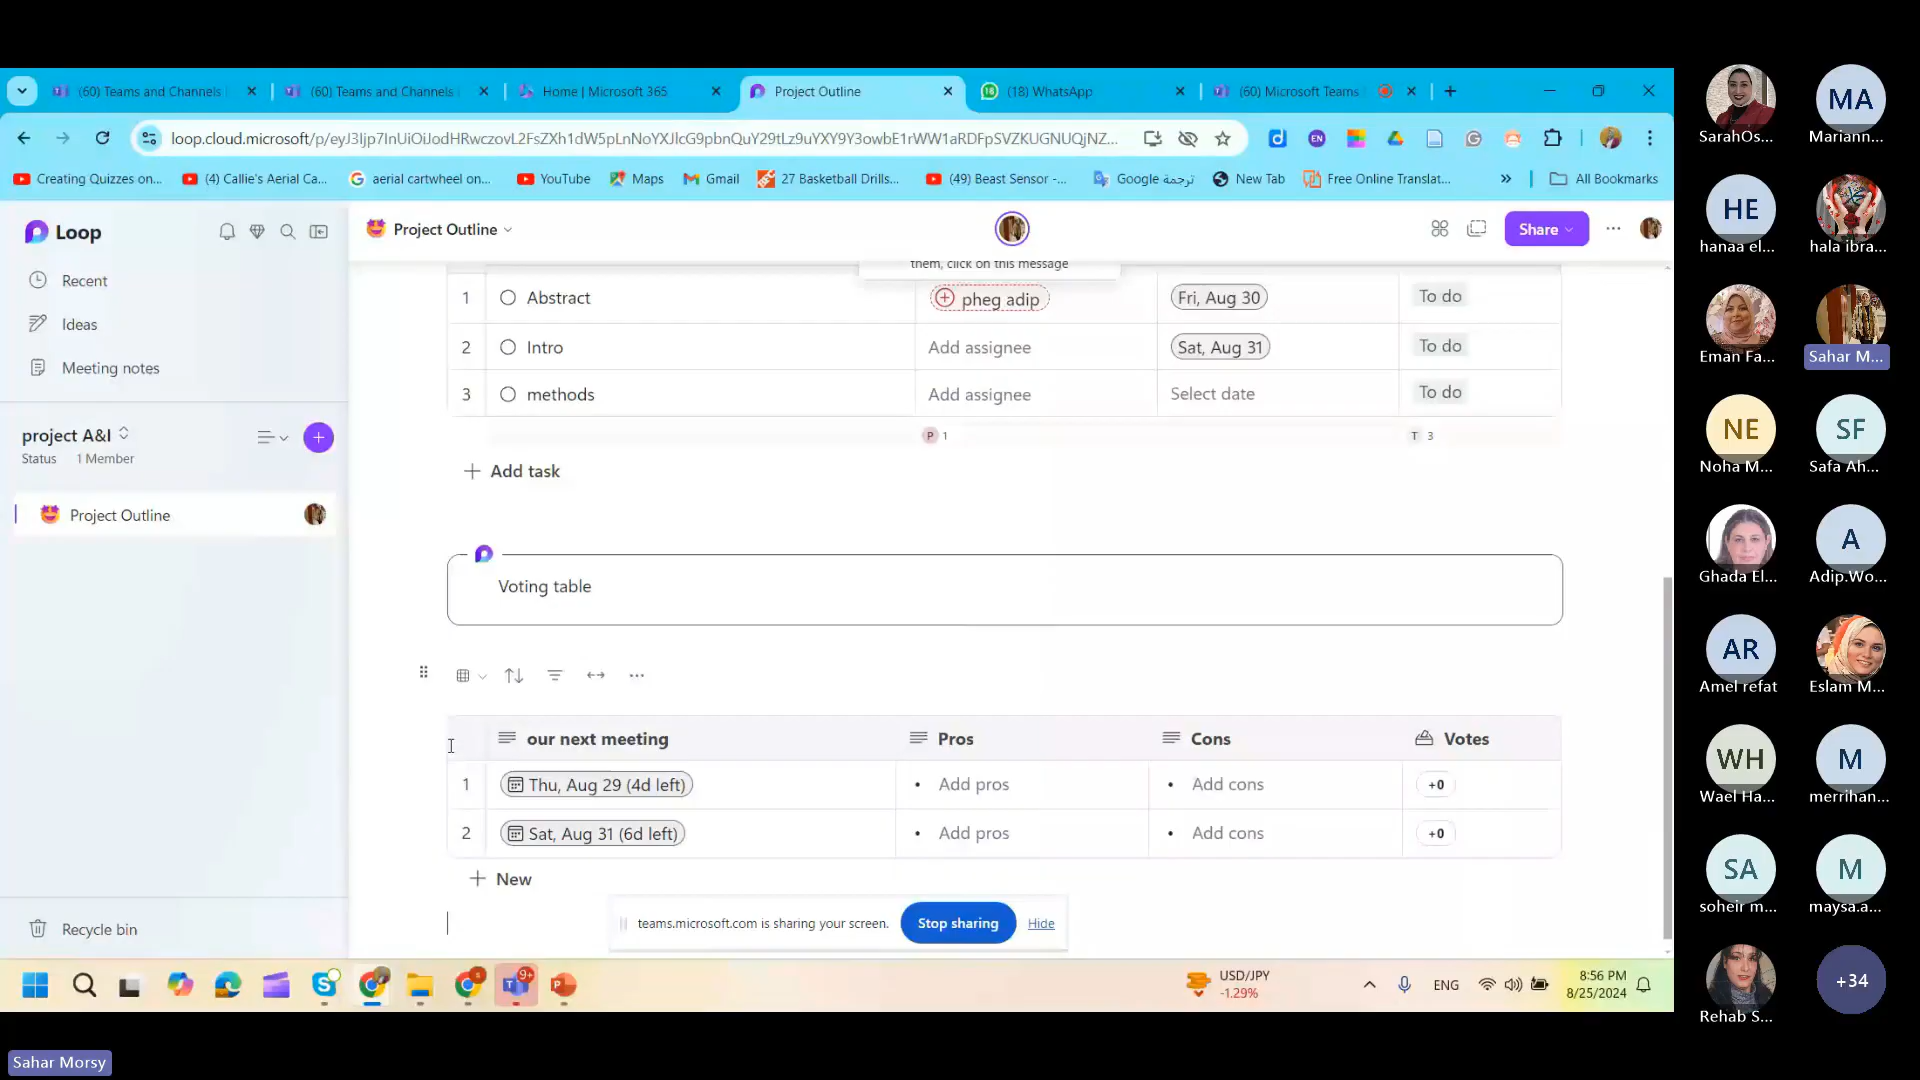 (60) Teams and Channels
(60) Teams and Channels
Home | Microsoft 365
Project Outline
(18) WhatsApp
(60) Microsoft Teams
loop.cloud.microsoft/p/eyJ3Ijp7InUiOiJodHRwczovL2FsZXh1dW5pLnNoYXJlcG9pbnQuY29tLz9uYXY9Y3owbE1rWW1aRDFpSVZKUGNUQjNZ...
Creating Quizzes on...
(4) Callie's Aerial Ca...
aerial cartwheel on...
YouTube
Maps
Gmail
27 Basketball Drills...
(49) Beast Sensor -...
Google ترجمة
New Tab
Free Online Translat...
All Bookmarks
Loop
Recent
Ideas
Meeting notes
project A&I
Status 1 Member
Project Outline
Recycle bin
Project Outline
Share
them, click on this message
1 Abstract pheg adip Fri, Aug 30 To do
2 Intro Add assignee Sat, Aug 31 To do
3 methods Add assignee Select date To do
P 1 T 3
Add task
Voting table
our next meeting Pros Cons Votes
1 Thu, Aug 29 (4d left) Add pros Add cons +0
2 Sat, Aug 31 (6d left) Add pros Add cons +0
New
teams.microsoft.com is sharing your screen. Stop sharing Hide
9+
USD/JPY
-1.29%
ENG
8:56 PM
8/25/2024
SarahOs...
MA
Mariann...
HE
hanaa el...
hala ibra...
Eman Fa...
Sahar M...
NE
Noha M...
SF
Safa Ah...
Ghada El...
A
Adip.Wo...
AR
Amel refat
Eslam M...
WH
Wael Ha...
M
merrihan...
SA
soheir m...
M
maysa.a...
Rehab S...
+34
Sahar Morsy